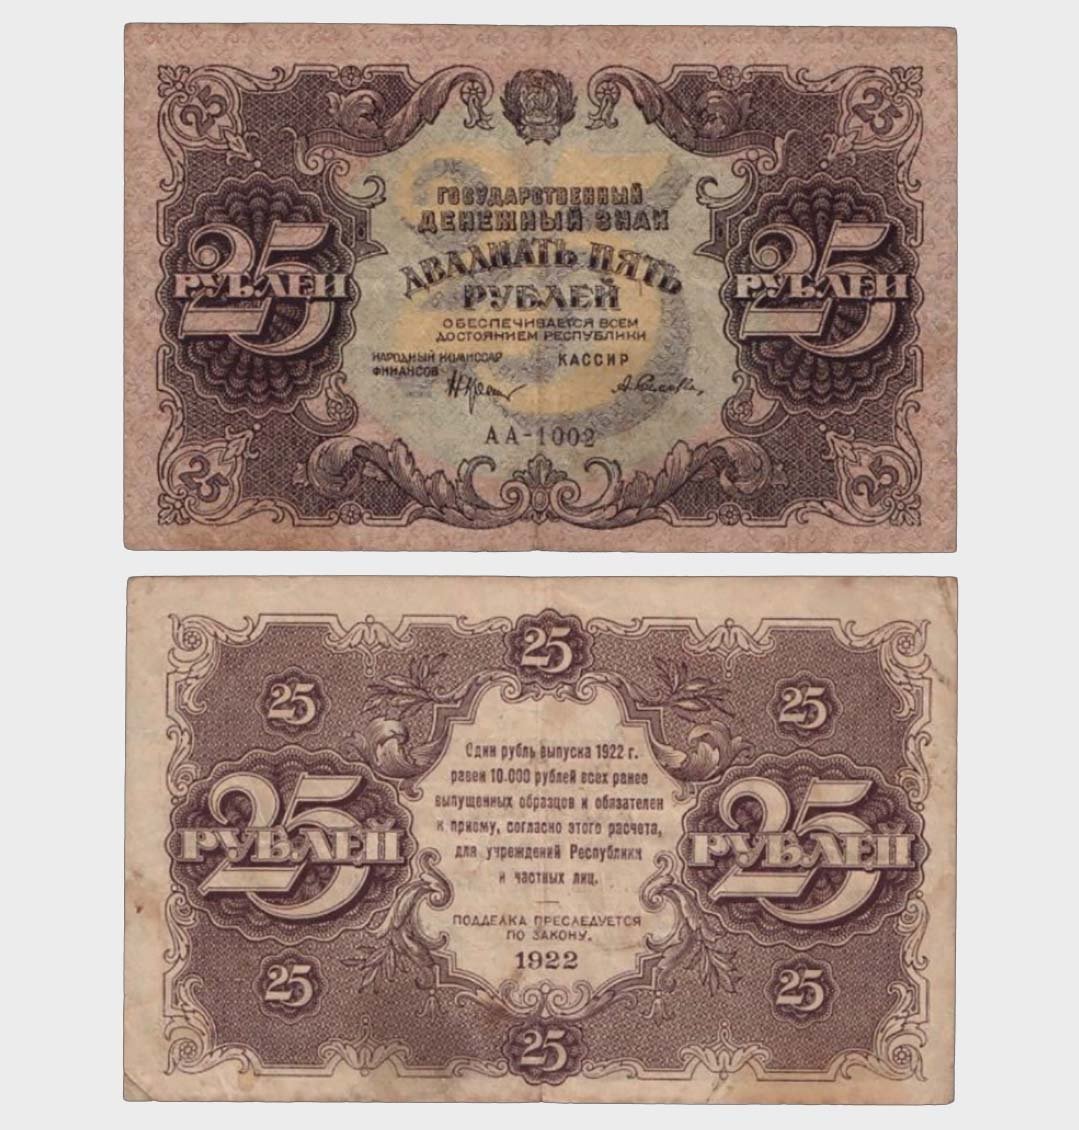 25 25
ГОСУДАРСТВЕННЫЙ
ДЕНЕЖНЫЙ ЗНАК
25 ДВАДЦАТЬ ПЯТЬ 25
РУБЛЕЙ РУБЛЕЙ РУБЛЕЙ
ОБЕСПЕЧИВАЕТСЯ ВСЕМ
ДОСТОЯНИЕМ РЕСПУБЛИКИ
НАРОДНЫЙ КОМИССАР КАССИР
ФИНАНСОВ
АА-1002
25 25
25
25 25
Один рубль выпуска 1922 г.
равен 10.000 рублей всех ранее
выпущенных образцов и обязателен
к приему, согласно этого расчета,
для учреждений Республики
и частных лиц.
25 25
РУБЛЕЙ РУБЛЕЙ
ПОДДЕЛКА ПРЕСЛЕДУЕТСЯ
ПО ЗАКОНУ.
1922
25 25
25